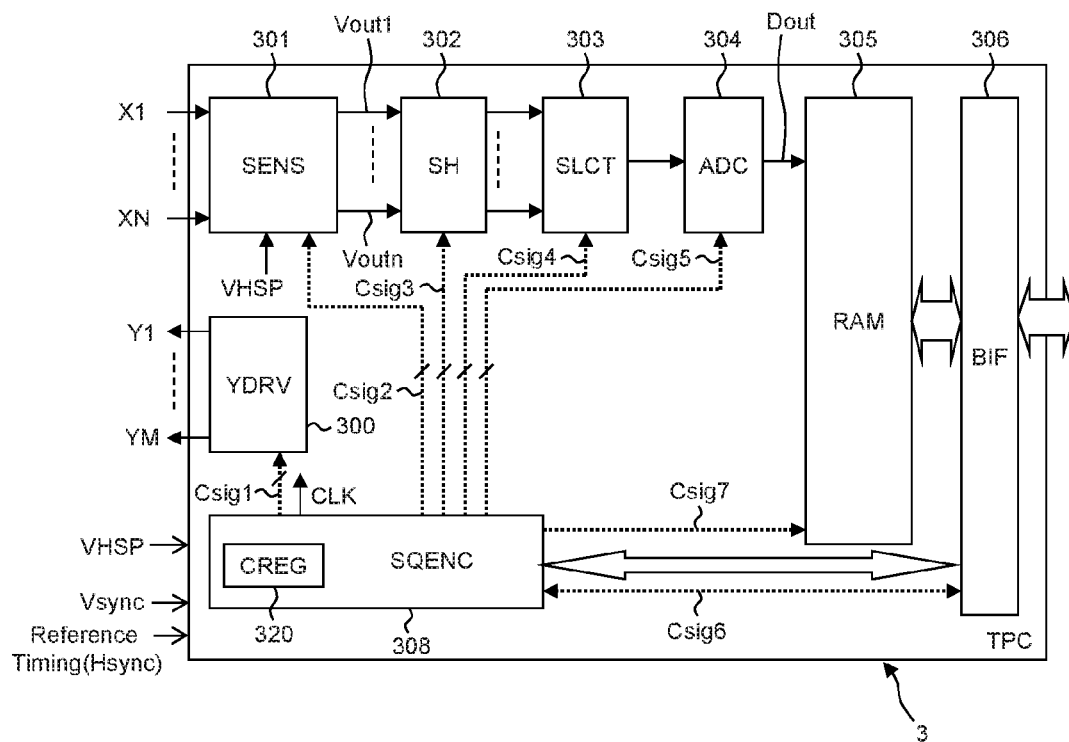 Vout1
Dout
301
302
303
304
305
306
X1
XN
SENS
SH
SLCT
ADC
RAM
BIF
VHSP
Voutn
Csig3
Csig4
Csig5
Y1
YM
YDRV
300
Csig2
Csig1
CLK
Csig7
VHSP
CREG
SQENC
Vsync
320
308
Csig6
Reference
Timing(Hsync)
TPC
3